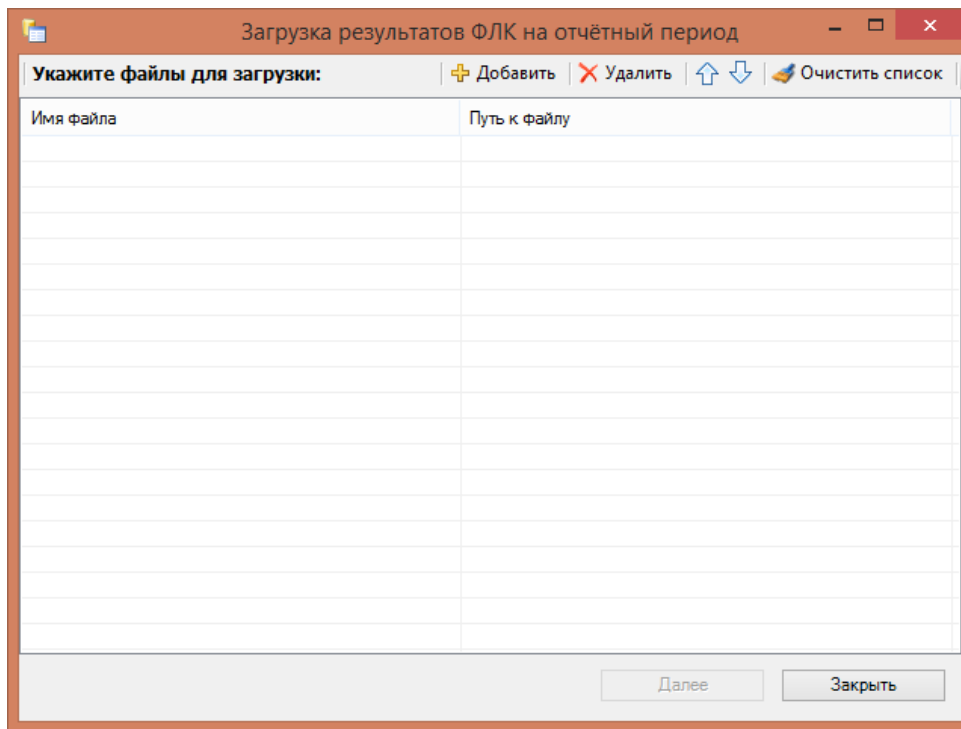 Загрузка результатов ФЛК на отчётный период
Укажите файлы для загрузки: Добавить Удалить Очистить список
Имя файла Путь к файлу
Далее Закрыть